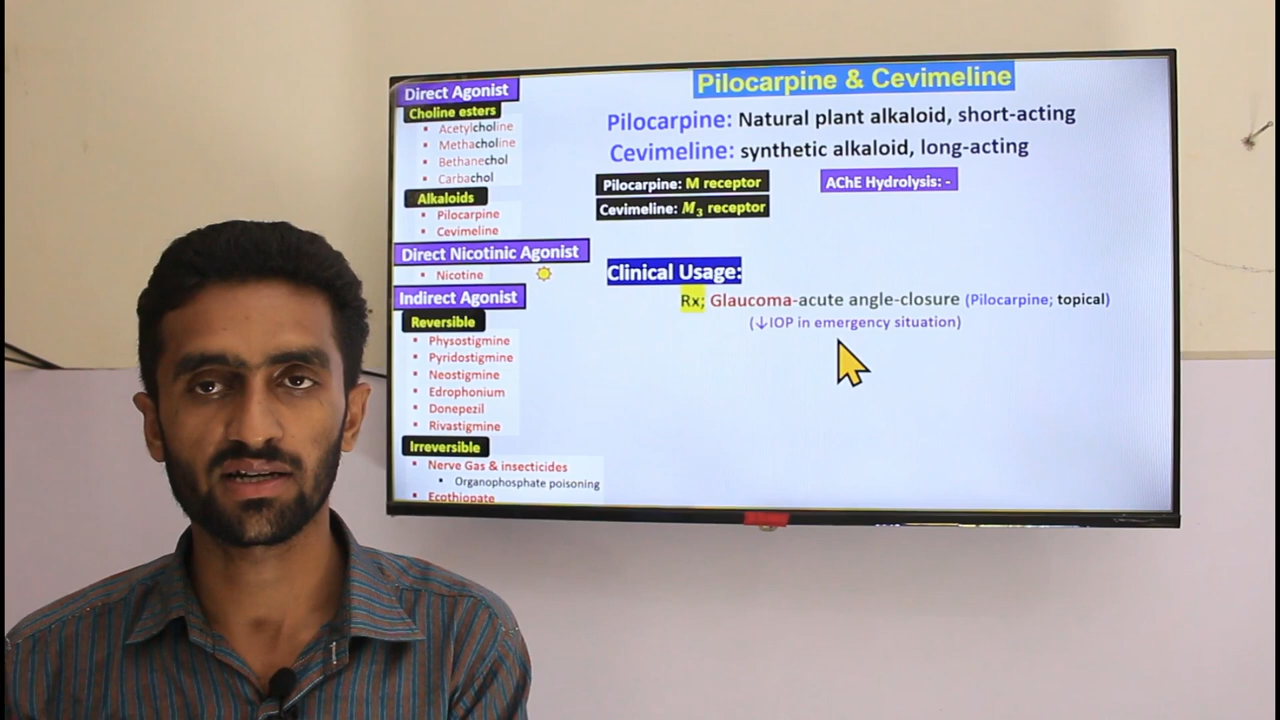 Direct Agonist
Choline esters
▪ Acetylcholine
▪ Methacholine
▪ Bethanechol
▪ Carbachol
Alkaloids
▪ Pilocarpine
▪ Cevimeline
Direct Nicotinic Agonist
▪ Nicotine
Indirect Agonist
Reversible
▪ Physostigmine
▪ Pyridostigmine
▪ Neostigmine
▪ Edrophonium
▪ Donepezil
▪ Rivastigmine
Irreversible
▪ Nerve Gas & insecticides
▪ Organophosphate poisoning
▪ Ecothiopate
Pilocarpine & Cevimeline
Pilocarpine: Natural plant alkaloid, short-acting
Cevimeline: synthetic alkaloid, long-acting
Pilocarpine: M receptor
Cevimeline: M₃ receptor
AChE Hydrolysis: -
Clinical Usage:
Rx; Glaucoma-acute angle-closure (Pilocarpine; topical)
(↓IOP in emergency situation)